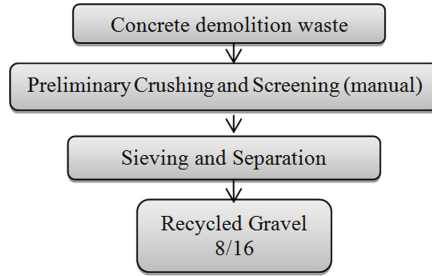 Concrete demolition waste
Preliminary Crushing and Screening (manual)
Sieving and Separation
Recycled Gravel
8/16